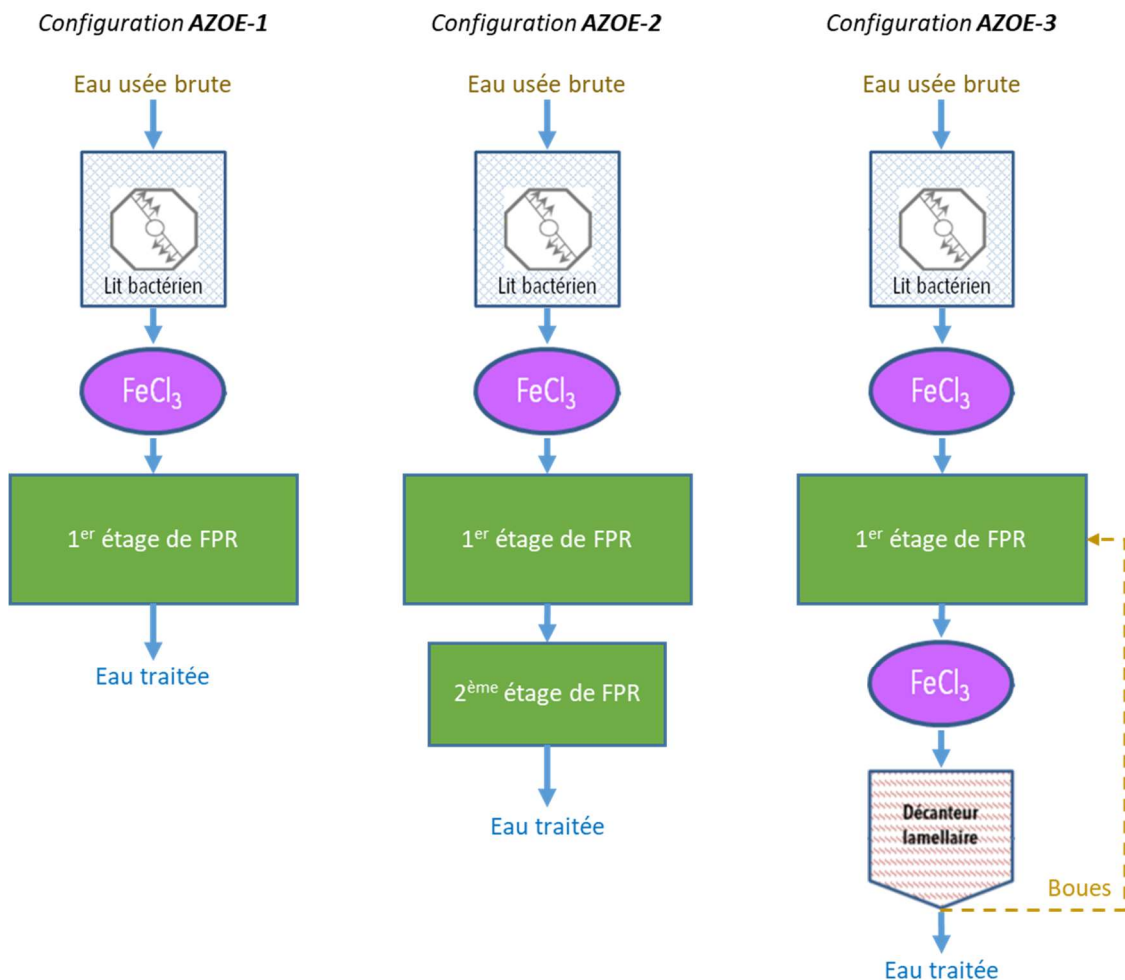 Configuration AZOE-1
Eau usée brute
Lit bactérien
FeCl₃
1er étage de FPR
Eau traitée
Configuration AZOE-2
Eau usée brute
Lit bactérien
FeCl₃
1er étage de FPR
2ème étage de FPR
Eau traitée
Configuration AZOE-3
Eau usée brute
Lit bactérien
FeCl₃
1er étage de FPR
FeCl₃
Décanteur
lamellaire
Boues
Eau traitée